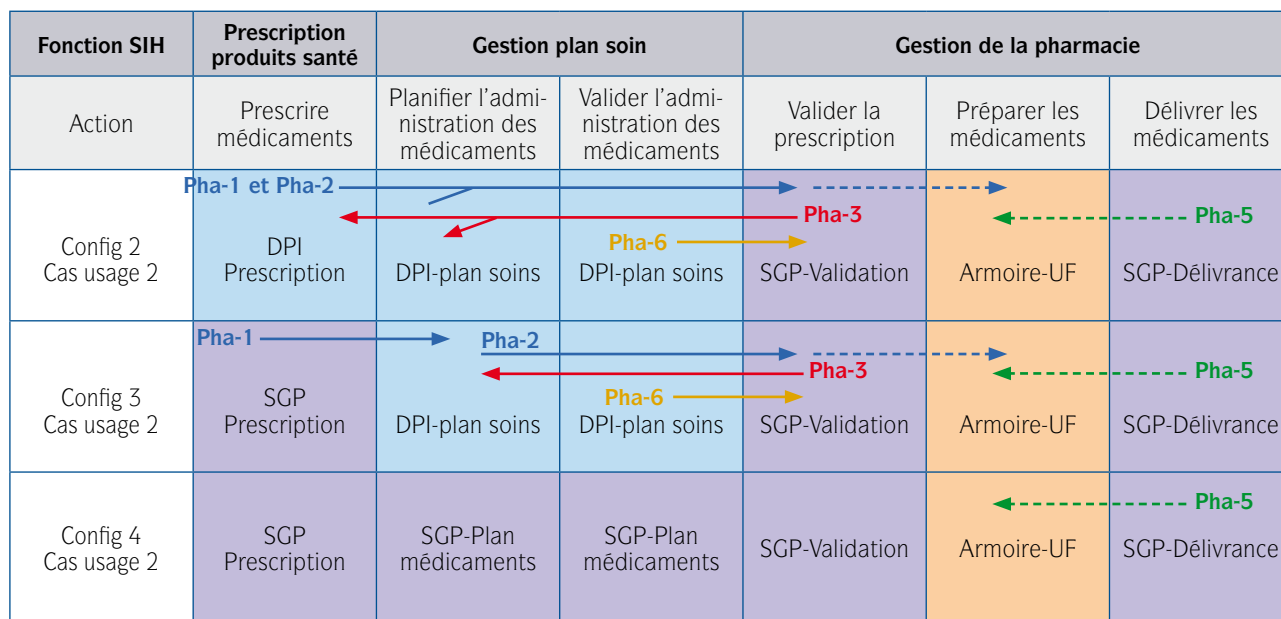 Fonction SIH
Prescription
produits santé
Gestion plan soin
Gestion de la pharmacie
Action
Prescrire
médicaments
Planifier l’admi-
nistration des
médicaments
Valider l’admi-
nistration des
médicaments
Valider la
prescription
Préparer les
médicaments
Délivrer les
médicaments
Pha-1 et Pha-2
Pha-3
Pha-5
Pha-6
Config 2
Cas usage 2
DPI
Prescription
DPI-plan soins
DPI-plan soins
SGP-Validation
Armoire-UF
SGP-Délivrance
Pha-1
Pha-2
Pha-3
Pha-5
Pha-6
Config 3
Cas usage 2
SGP
Prescription
DPI-plan soins
DPI-plan soins
SGP-Validation
Armoire-UF
SGP-Délivrance
Pha-5
Config 4
Cas usage 2
SGP
Prescription
SGP-Plan
médicaments
SGP-Plan
médicaments
SGP-Validation
Armoire-UF
SGP-Délivrance